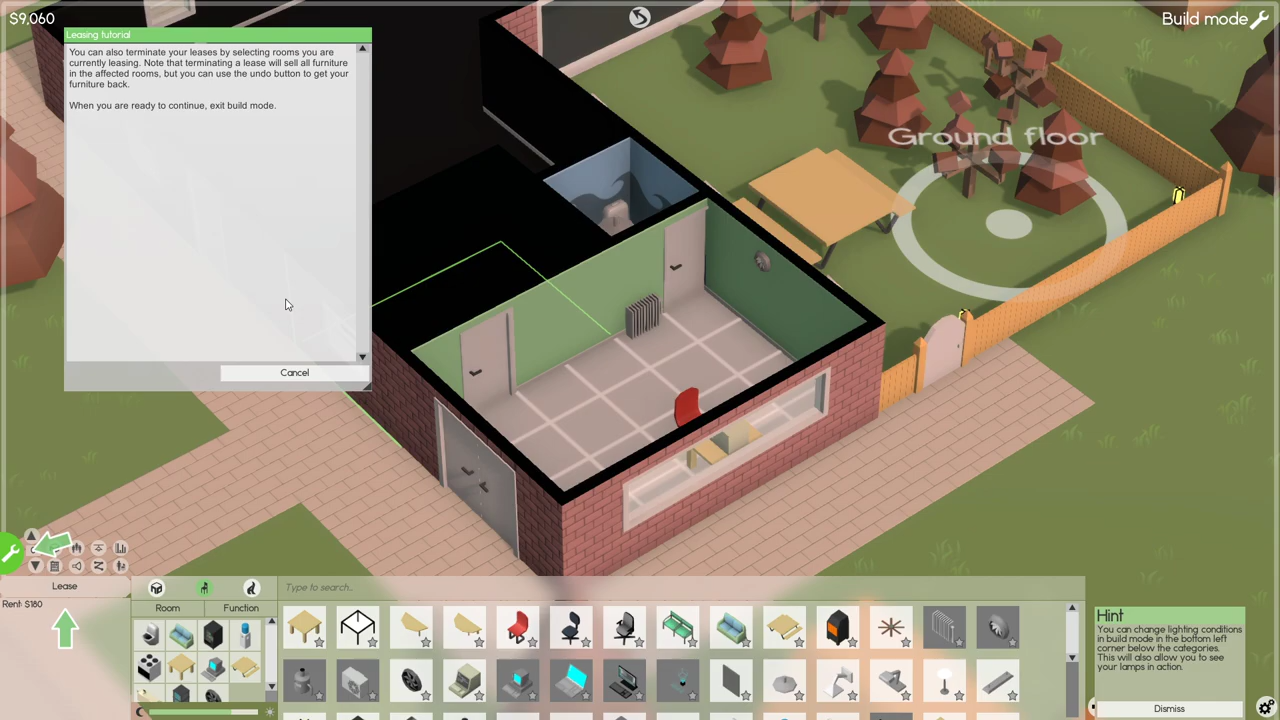 $9,060
Build mode
Leasing tutorial
You can also terminate your leases by selecting rooms you are
currently leasing. Note that terminating a lease will sell all furniture
in the affected rooms, but you can use the undo button to get your
furniture back.
When you are ready to continue, exit build mode.
Cancel
Ground floor
Lease
Rent: $180
Room
Function
Type to search...
Hint
You can change lighting conditions
in build mode in the bottom left
corner below the categories.
This will also allow you to see
your lamps in action.
Dismiss